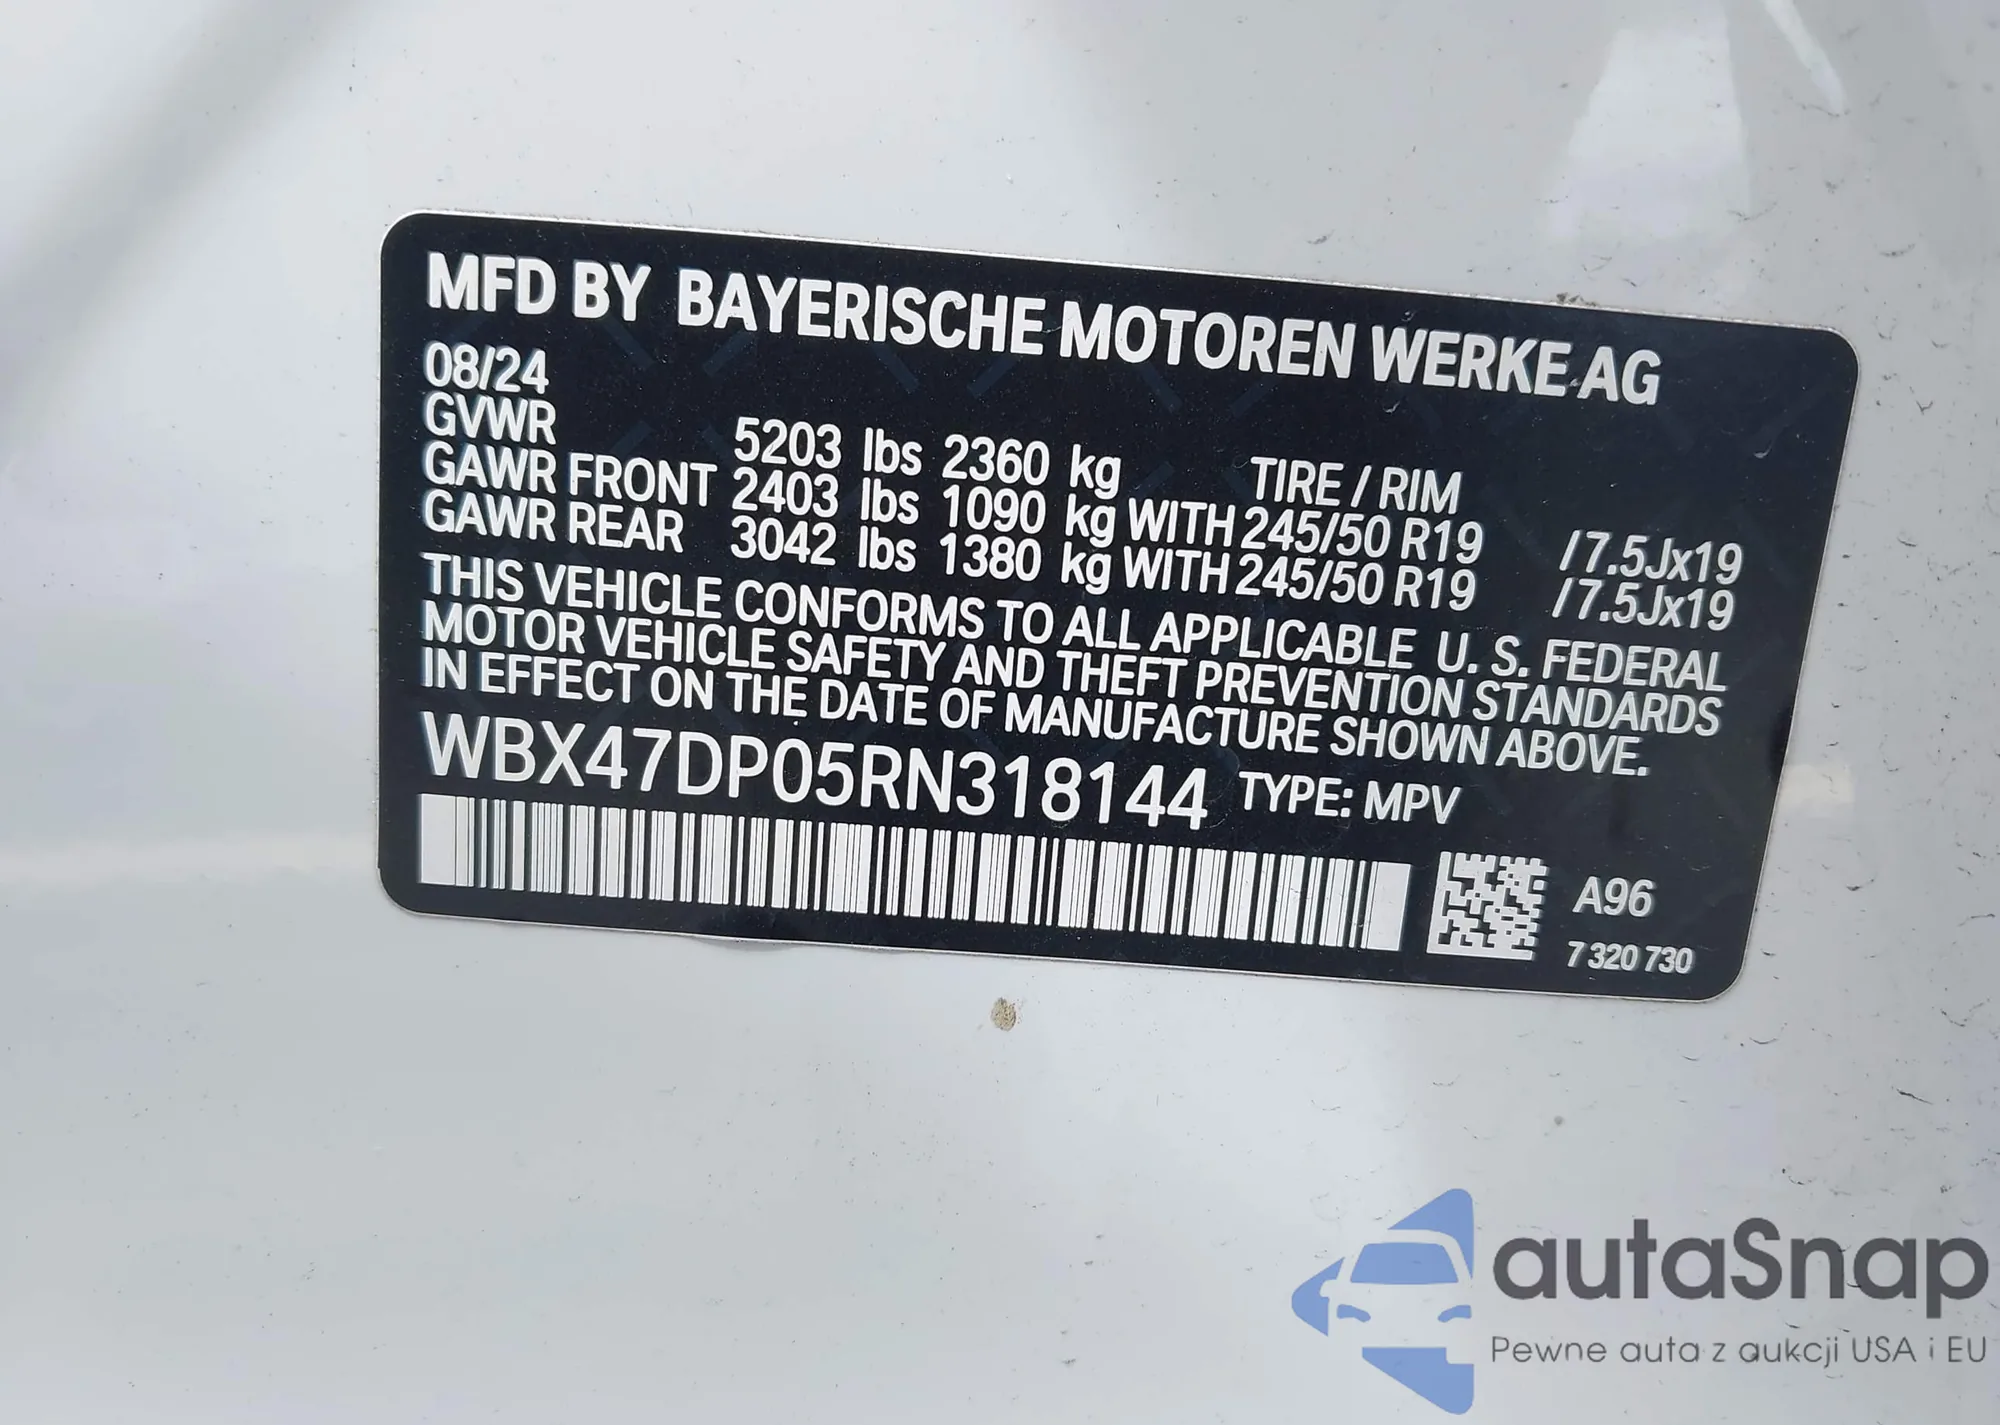 MFD BY BAYERISCHE MOTOREN WERKE AG
08/24
GVWR 5203 lbs 2360 kg TIRE / RIM
GAWR FRONT 2403 lbs 1090 kg WITH 245/50 R19 /7.5Jx19
GAWR REAR 3042 lbs 1380 kg WITH 245/50 R19 /7.5Jx19
THIS VEHICLE CONFORMS TO ALL APPLICABLE U. S. FEDERAL
MOTOR VEHICLE SAFETY AND THEFT PREVENTION STANDARDS
IN EFFECT ON THE DATE OF MANUFACTURE SHOWN ABOVE.
WBX47DP05RN318144 TYPE: MPV
A96
7 320 730
autaSnap
Pewne auta z aukcji USA i EU